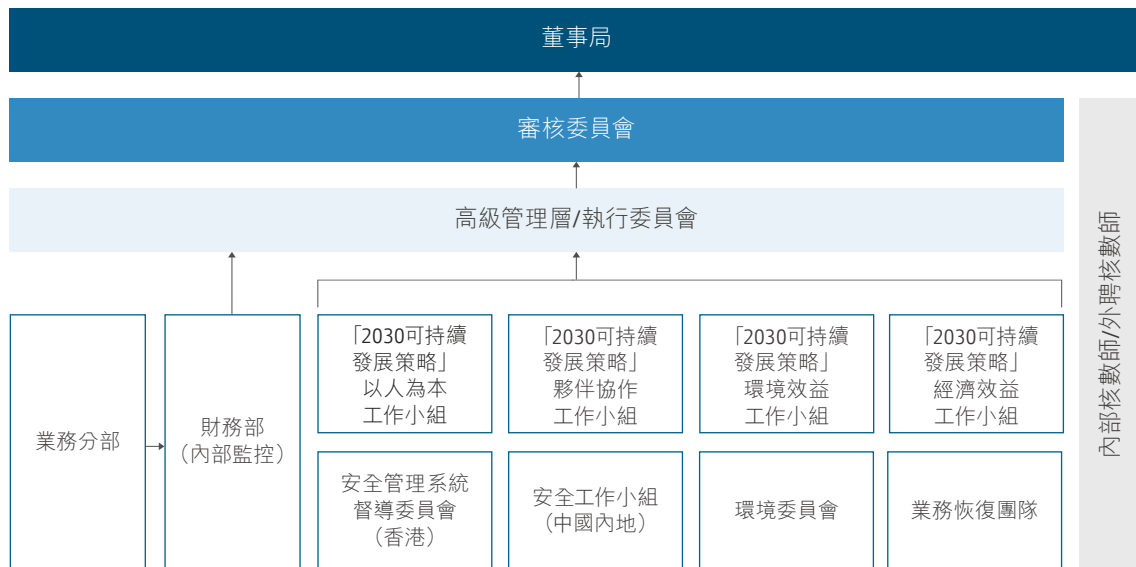 董事局
審核委員會
高級管理層/執行委員會
業務分部
財務部
（內部監控）
「2030可持續
發展策略」
以人為本
工作小組
「2030可持續
發展策略」
夥伴協作
工作小組
「2030可持續
發展策略」
環境效益
工作小組
「2030可持續
發展策略」
經濟效益
工作小組
安全管理系統
督導委員會
（香港）
安全工作小組
（中國內地）
環境委員會
業務恢復團隊
內部核數師/外聘核數師